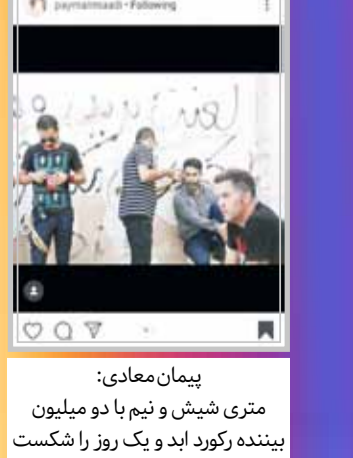 paymanmaadi • Following
پیمان معادی:
متری شیش و نیم با دو میلیون
بیننده رکورد ابد و یک روز را شکست